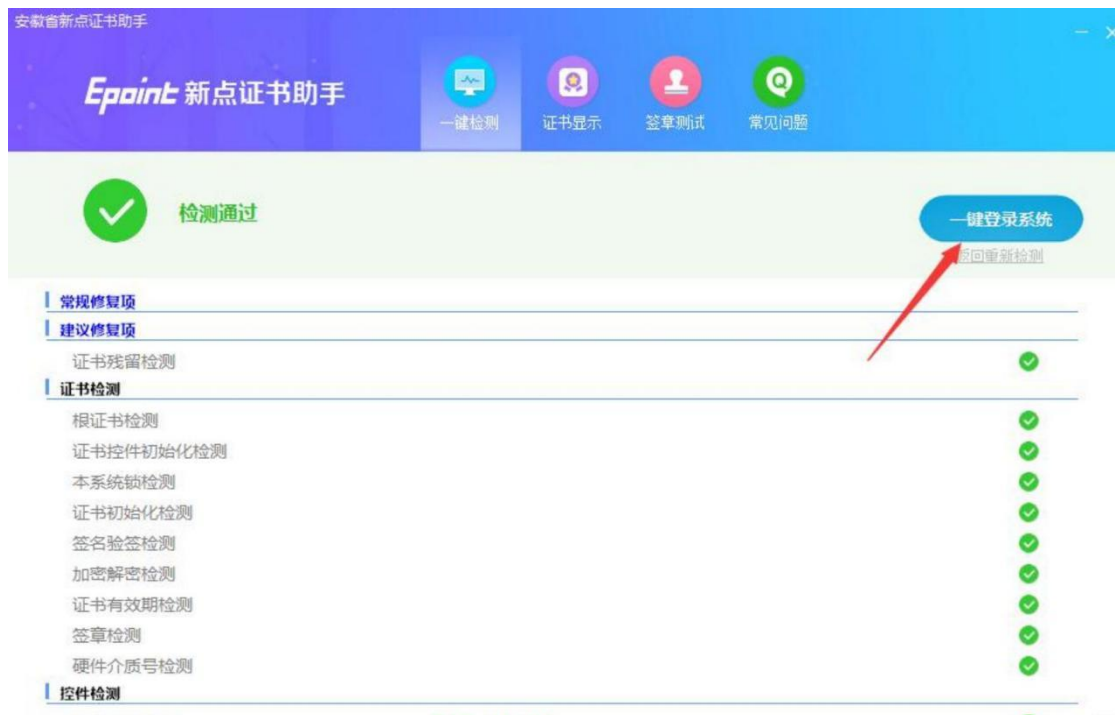 安徽省新点证书助手
Epoint 新点证书助手
一键检测 证书显示 签章测试 常见问题
检测通过
一键登录系统
返回重新检测
常规修复项
建议修复项
证书残留检测
证书检测
根证书检测
证书控件初始化检测
本系统锁检测
证书初始化检测
签名验签检测
加密解密检测
证书有效期检测
签章检测
硬件介质号检测
控件检测